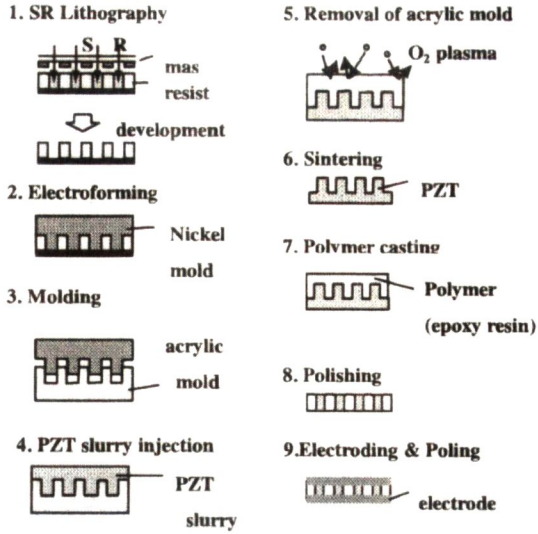 1. SR Lithography
S R
mas
resist
development
2. Electroforming
Nickel
mold
3. Molding
acrylic
mold
4. PZT slurry injection
PZT
slurry
5. Removal of acrylic mold
O₂ plasma
6. Sintering
PZT
7. Polymer casting
Polymer
(epoxy resin)
8. Polishing
9.Electroding & Poling
electrode